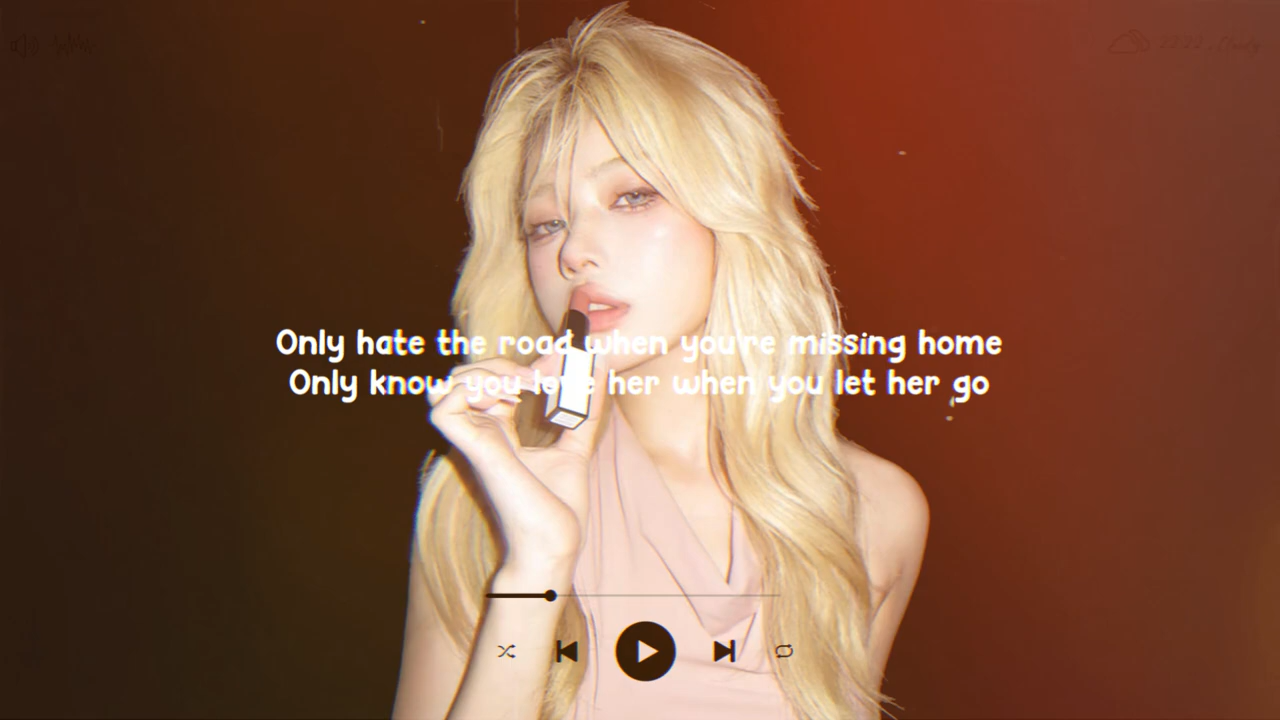 Only hate the road when you're missing home
Only know you love her when you let her go